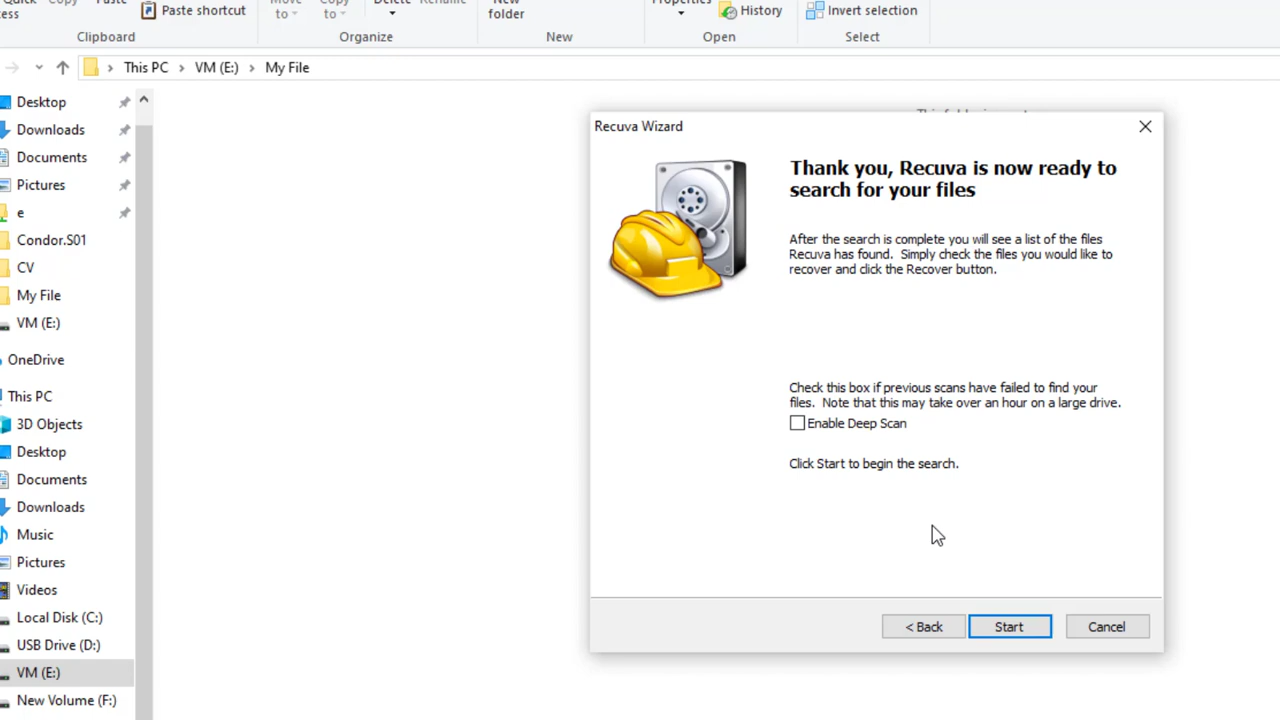 Paste shortcut
History
Invert selection
to
to
folder
Clipboard
Organize
New
Open
Select
This PC
VM (E:)
My File
Desktop
Downloads
Documents
Pictures
e
Condor.S01
CV
My File
VM (E:)
OneDrive
This PC
3D Objects
Desktop
Documents
Downloads
Music
Pictures
Videos
Local Disk (C:)
USB Drive (D:)
VM (E:)
New Volume (F:)
Recuva Wizard
Thank you, Recuva is now ready to
search for your files
After the search is complete you will see a list of the files
Recuva has found. Simply check the files you would like to
recover and click the Recover button.
Check this box if previous scans have failed to find your
files. Note that this may take over an hour on a large drive.
Enable Deep Scan
Click Start to begin the search.
< Back
Start
Cancel